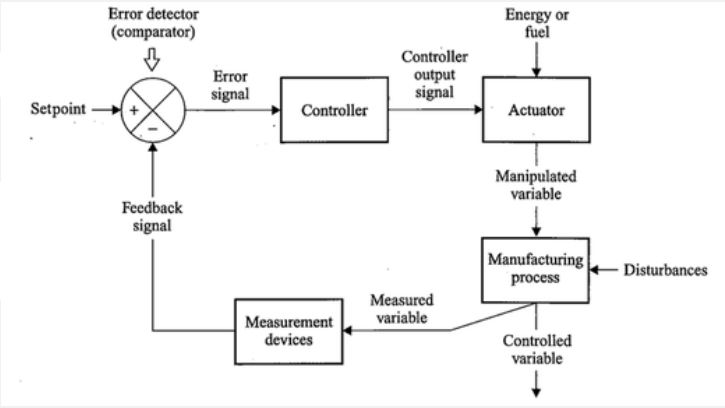 Error detector
(comparator)
Energy or
fuel
Controller
output
signal
Error
signal
Setpoint
+
−
Controller
Actuator
Manipulated
variable
Feedback
signal
Manufacturing
process
Disturbances
Measured
variable
Measurement
devices
Controlled
variable